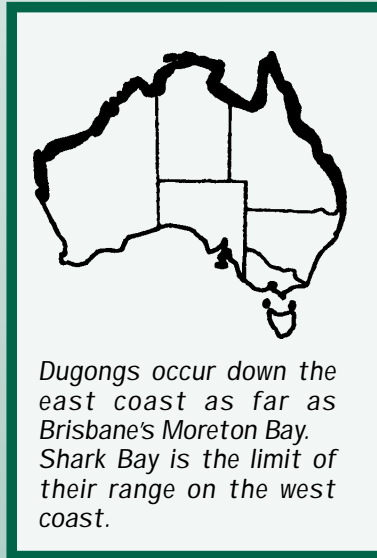 Dugongs occur down the
east coast as far as
Brisbane's Moreton Bay.
Shark Bay is the limit of
their range on the west
coast.